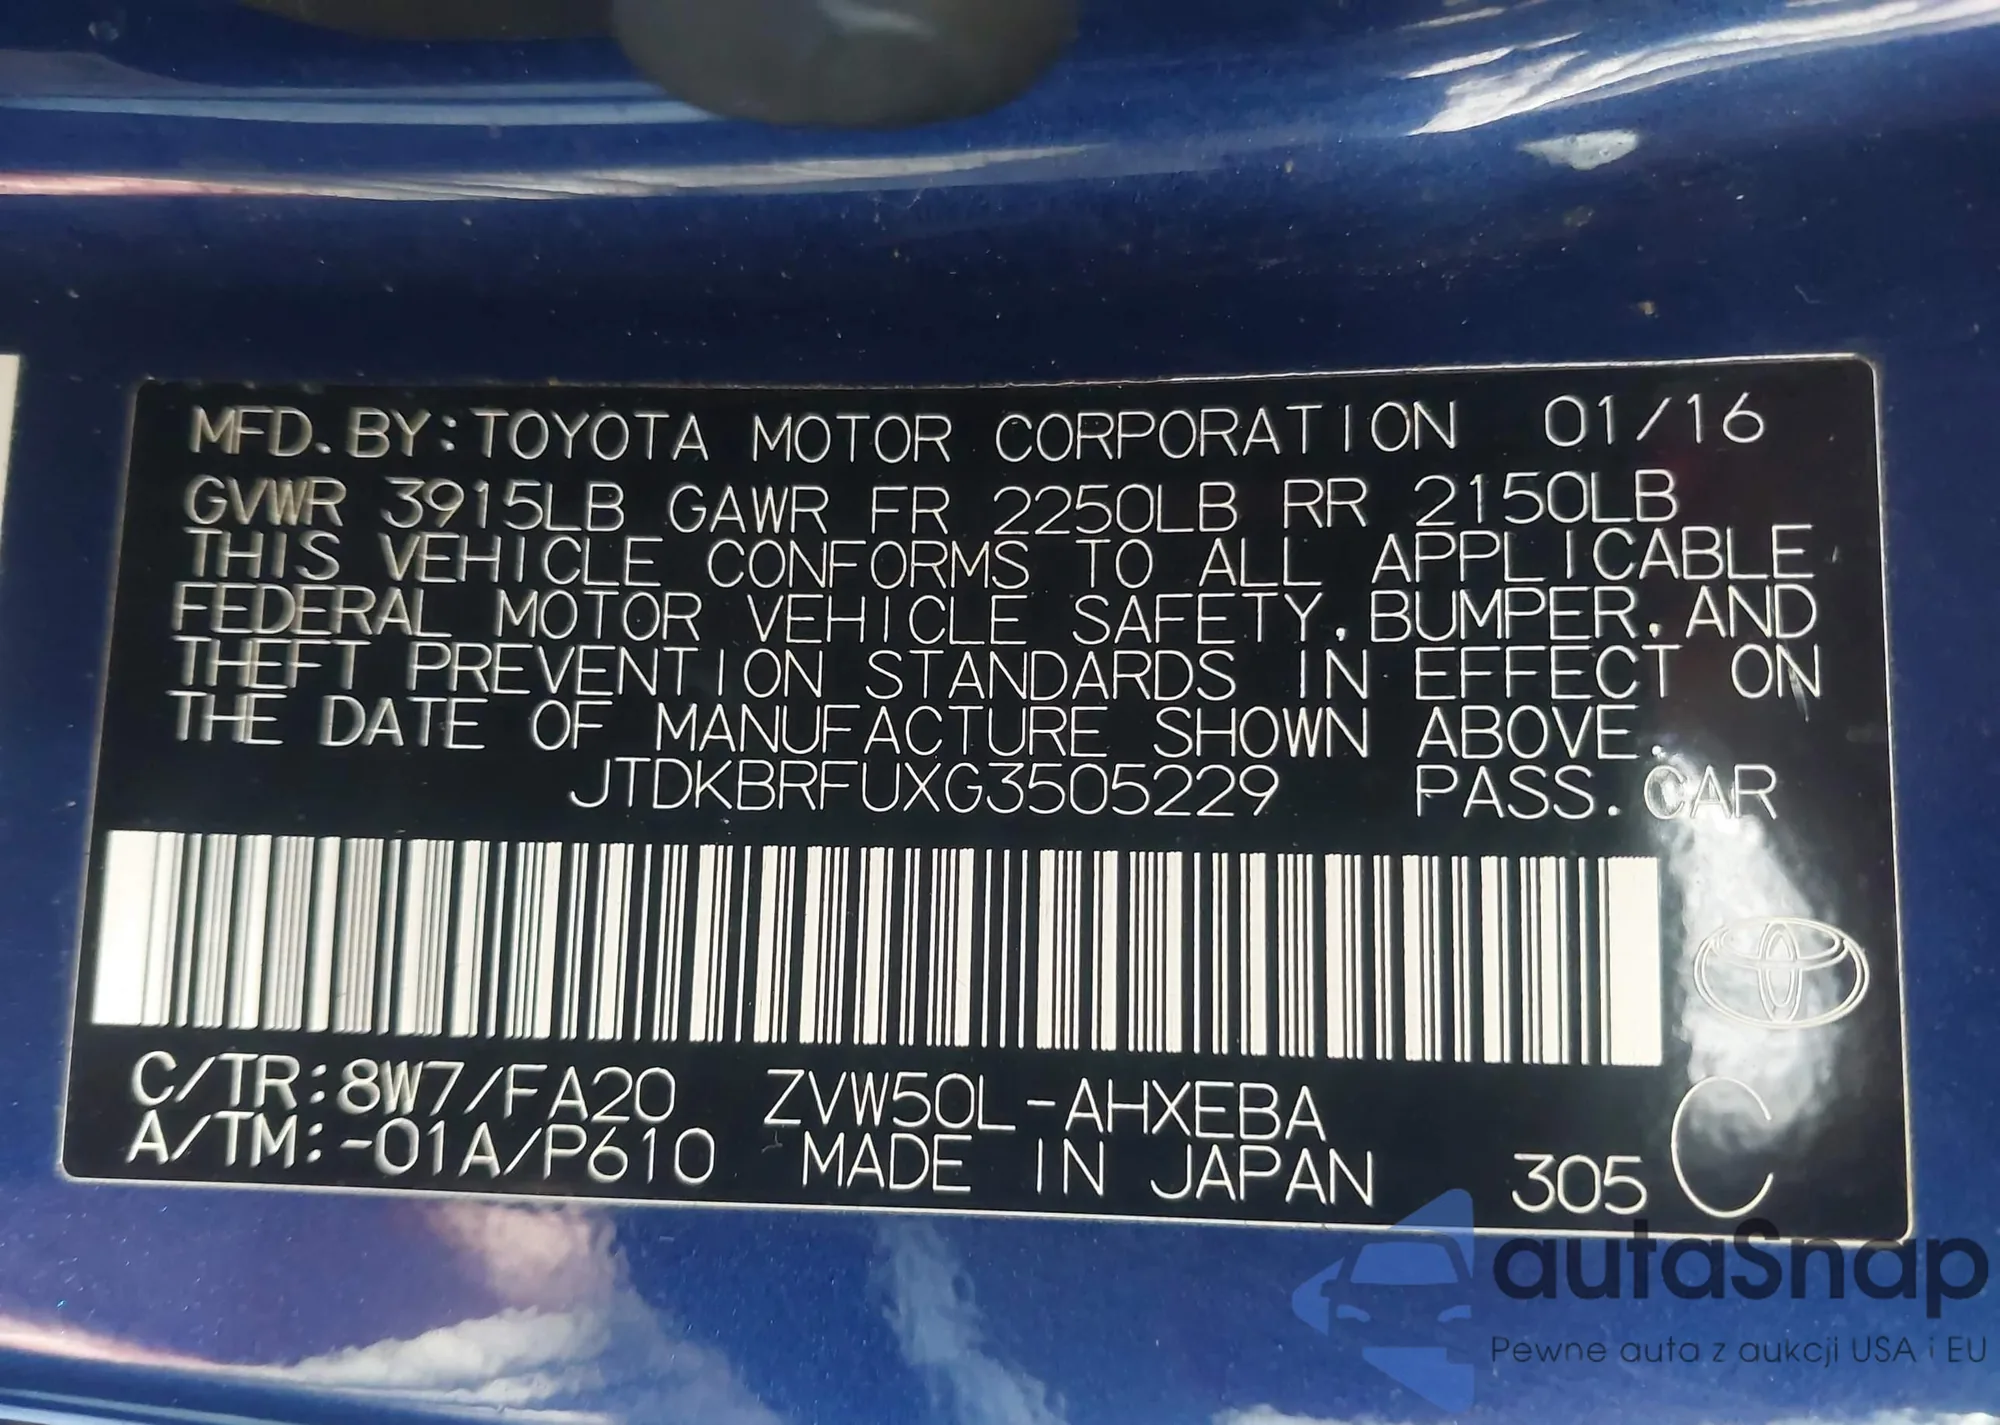 MFD. BY: TOYOTA MOTOR CORPORATION 01/16
GVWR 3915LB GAWR FR 2250LB RR 2150LB
THIS VEHICLE CONFORMS TO ALL APPLICABLE
FEDERAL MOTOR VEHICLE SAFETY, BUMPER, AND
THEFT PREVENTION STANDARDS IN EFFECT ON
THE DATE OF MANUFACTURE SHOWN ABOVE.
JTDKBRFUXG3505229 PASS. CAR
C/TR: 8W7/FA20 ZVW50L-AHXEBA
A/TM: -01A/P610 MADE IN JAPAN 305 C
autaSnap
Pewne auta z aukcji USA i EU